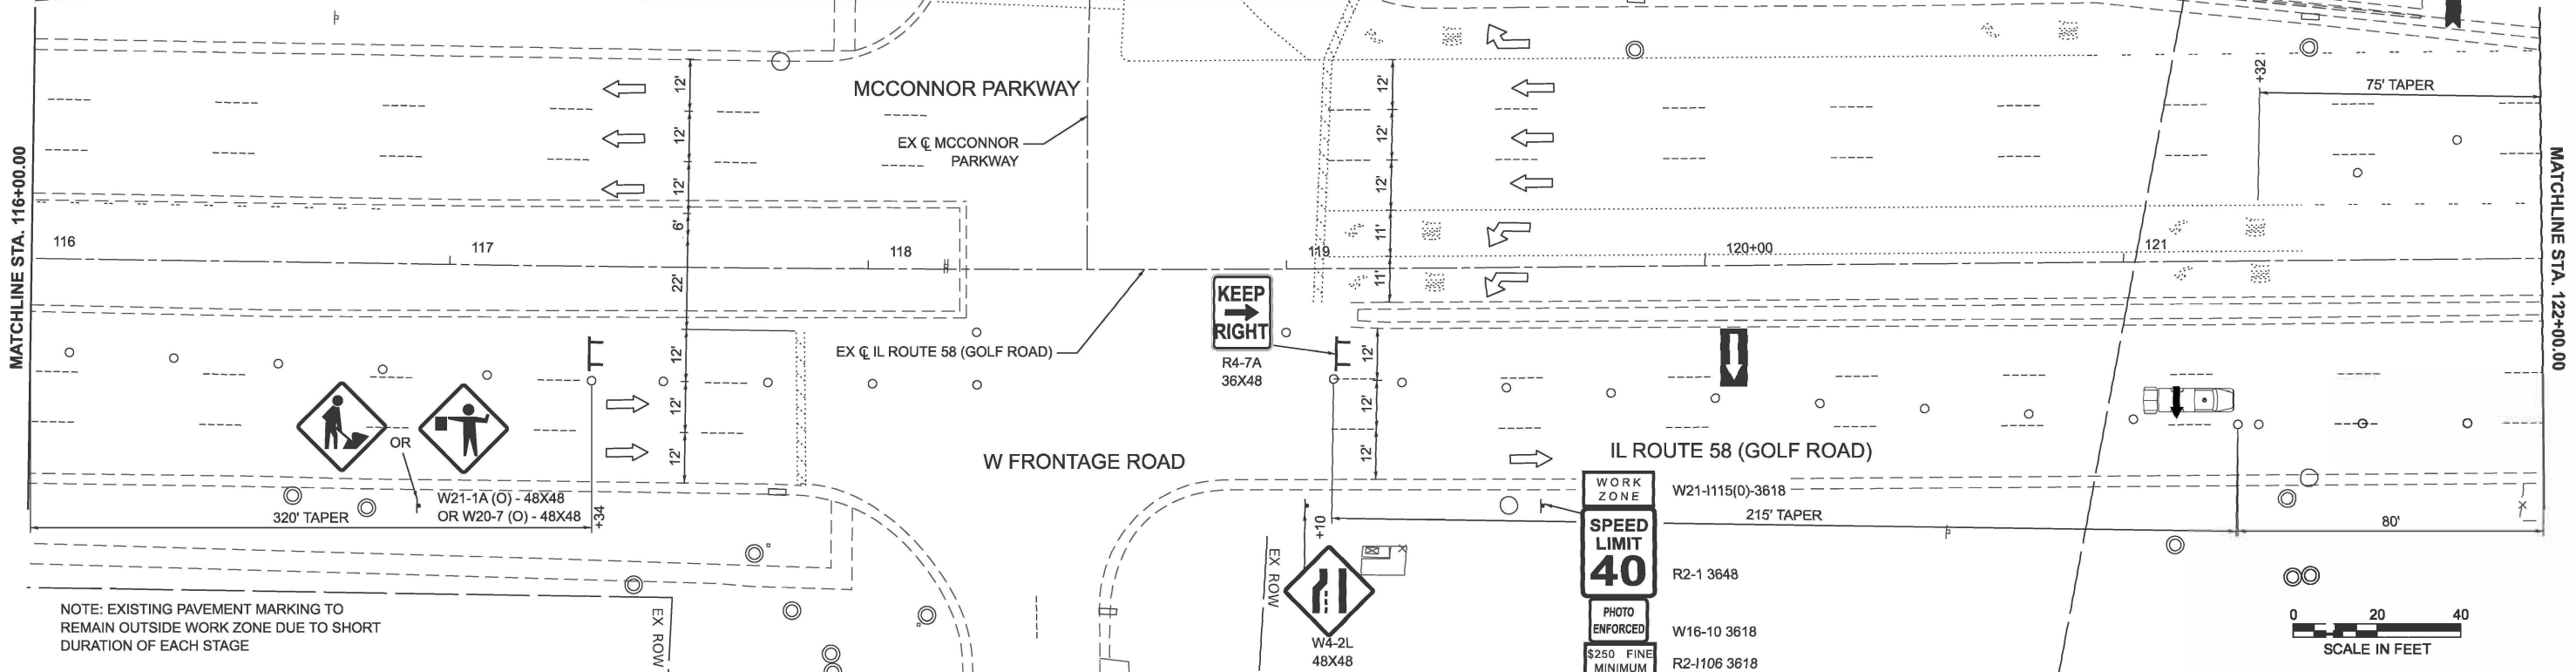 MATCHLINE STA. 116+00.00
12'
12'
12'
6'
22'
12'
12'
12'
116
117
118
119
120+00
121
MCCONNOR PARKWAY
EX ℄ MCCONNOR
PARKWAY
EX ℄ IL ROUTE 58 (GOLF ROAD)
W FRONTAGE ROAD
OR
W21-1A (O) - 48X48
OR W20-7 (O) - 48X48
320' TAPER
+34
NOTE: EXISTING PAVEMENT MARKING TO
REMAIN OUTSIDE WORK ZONE DUE TO SHORT
DURATION OF EACH STAGE
EX ROW
KEEP
RIGHT
R4-7A
36X48
12'
12'
12'
11'
11'
12'
12'
12'
+10
EX ROW
W4-2L
48X48
IL ROUTE 58 (GOLF ROAD)
WORK
ZONE
W21-I115(0)-3618
SPEED
LIMIT
40
R2-1 3648
PHOTO
ENFORCED
W16-10 3618
$250 FINE
MINIMUM
R2-I106 3618
215' TAPER
80'
+32
75' TAPER
MATCHLINE STA. 122+00.00
0 20 40
SCALE IN FEET